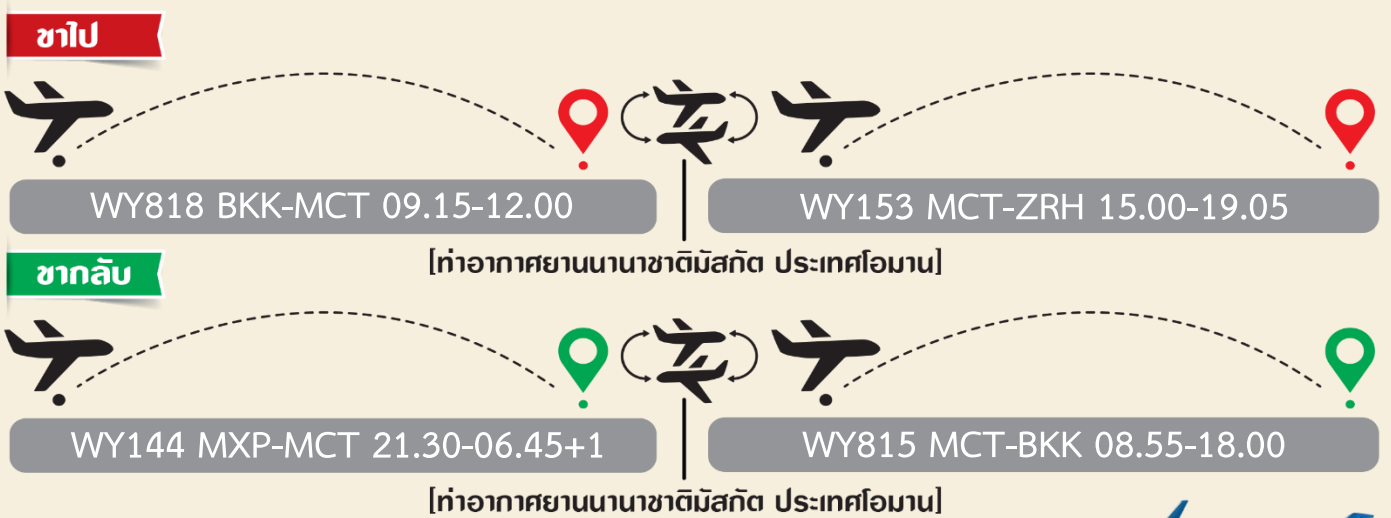 ขาไป
WY818 BKK-MCT 09.15-12.00
WY153 MCT-ZRH 15.00-19.05
[ท่าอากาศยานนานาชาติมัสกัต ประเทศโอมาน]
ขากลับ
WY144 MXP-MCT 21.30-06.45+1
WY815 MCT-BKK 08.55-18.00
[ท่าอากาศยานนานาชาติมัสกัต ประเทศโอมาน]